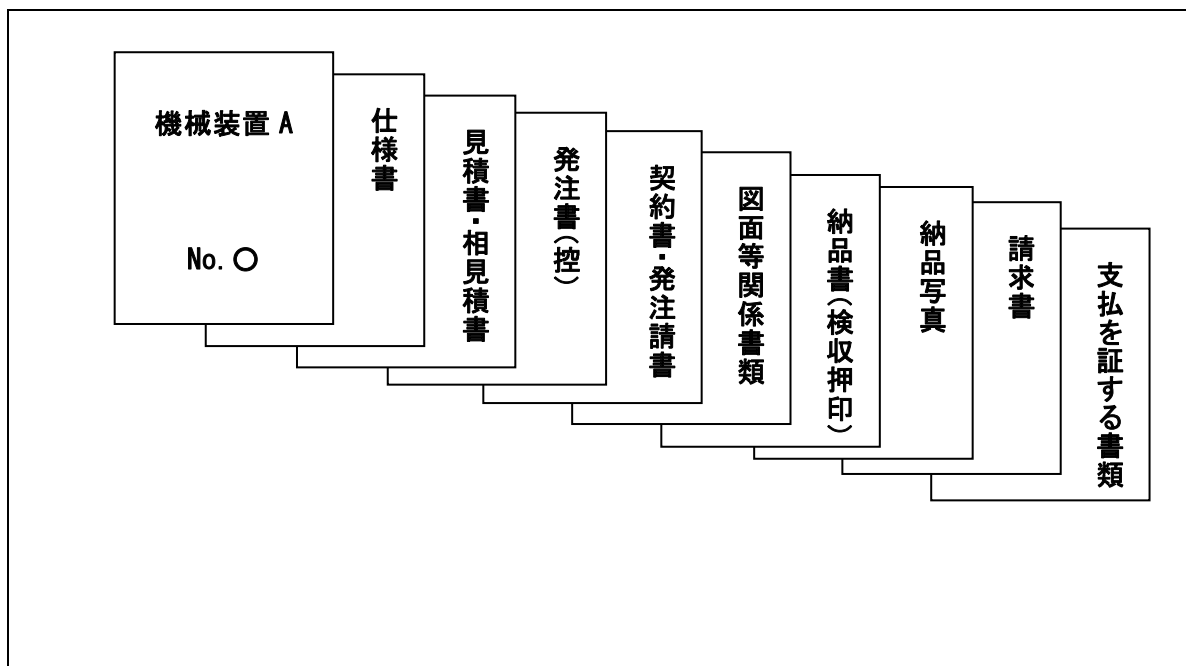 機械装置 A
No. ○
仕様書
見積書・相見積書
発注書(控)
契約書・発注請書
図面等関係書類
納品書(検収押印)
納品写真
請求書
支払を証する書類